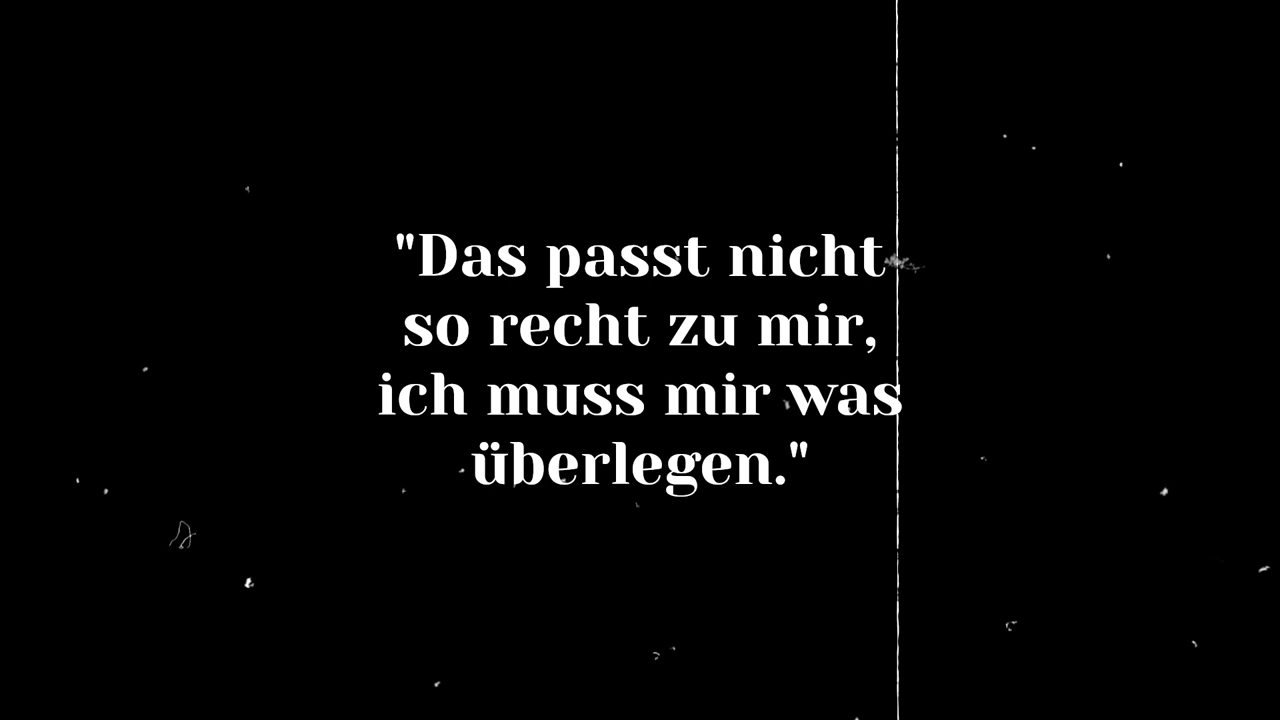 "Das passt nicht
so recht zu mir,
ich muss mir was
überlegen."